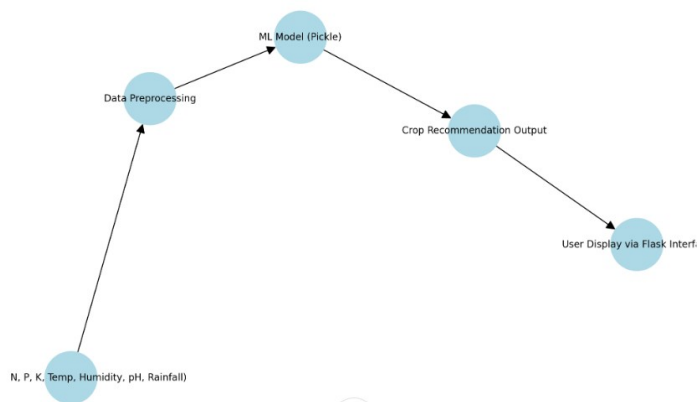 ML Model (Pickle)
Data Preprocessing
Crop Recommendation Output
User Display via Flask Interfa
N, P, K, Temp, Humidity, pH, Rainfall)